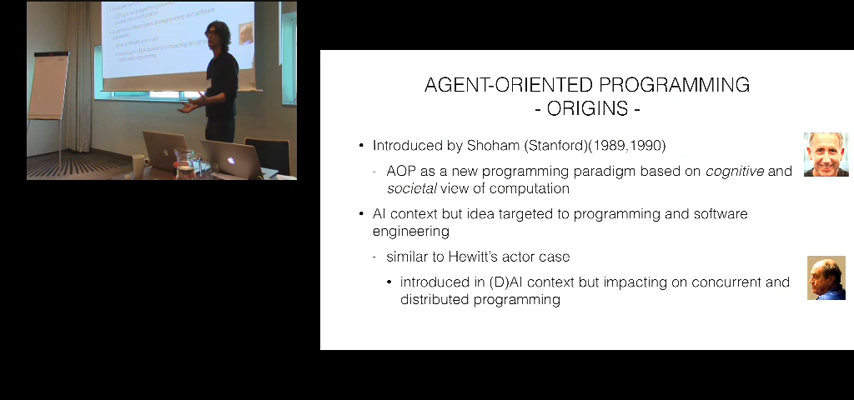 AGENT-ORIENTED PROGRAMMING
- ORIGINS -
• Introduced by Shoham (Stanford)(1989,1990)
- AOP as a new programming paradigm based on cognitive and
societal view of computation
• AI context but idea targeted to programming and software
engineering
- similar to Hewitt's actor case
• introduced in (D)AI context but impacting on concurrent and
distributed programming